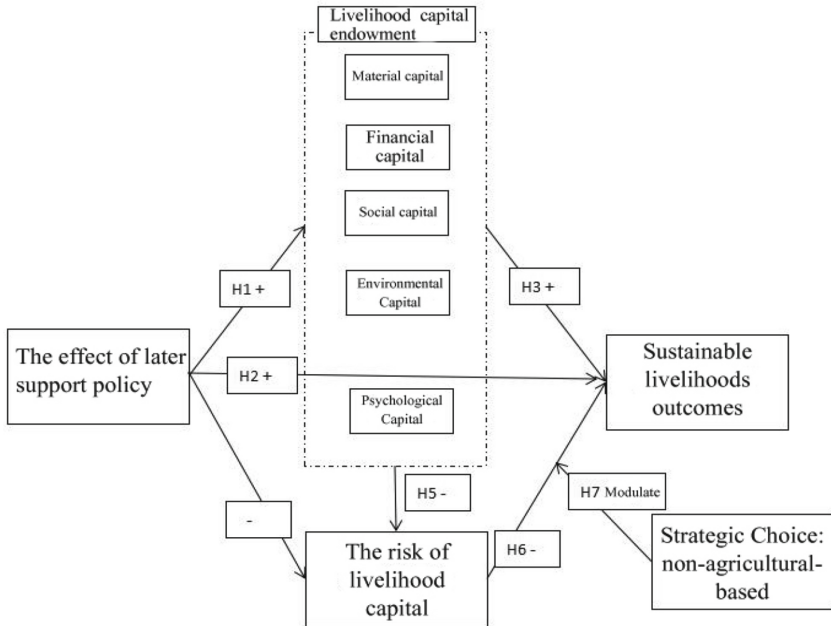 Livelihood capital
endowment
Material capital
Financial
capital
Social capital
Environmental
Capital
Psychological
Capital
H1 +
H3 +
The effect of later
support policy
H2 +
Sustainable
livelihoods
outcomes
-
H5 -
H7 Modulate
The risk of
livelihood
capital
H6 -
Strategic Choice:
non-agricultural-
based